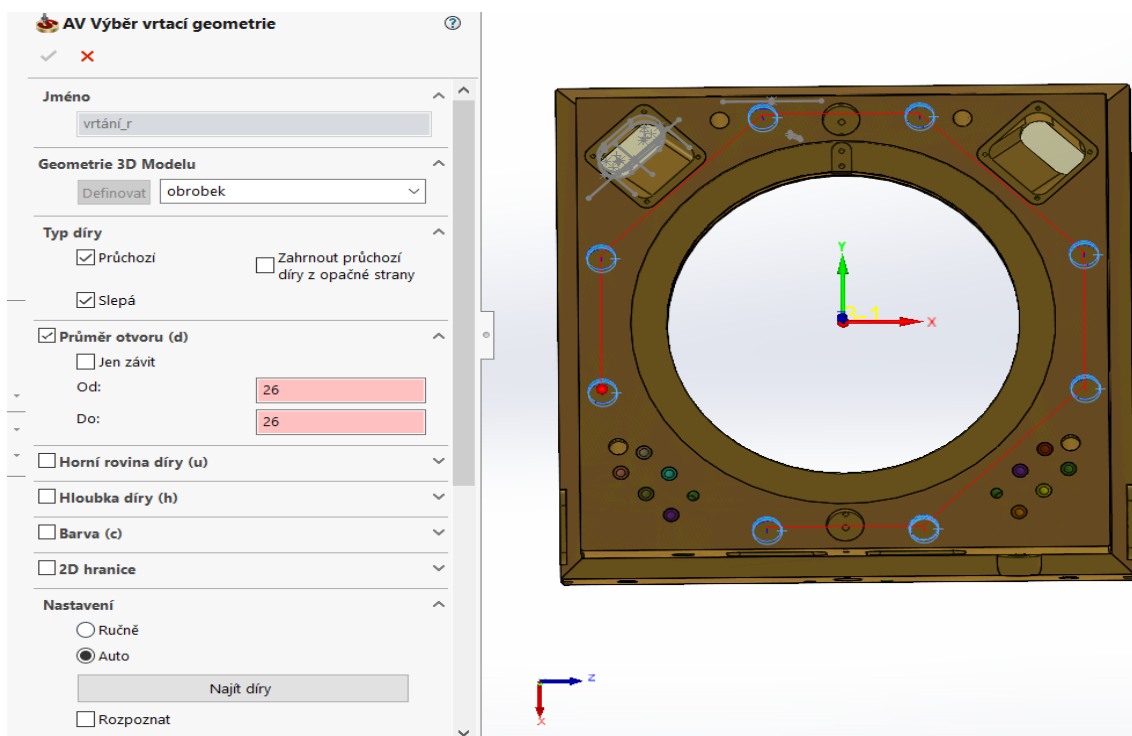 AV Výběr vrtací geometrie
Jméno
vrtání_r
Geometrie 3D Modelu
Definovat obrobek
Typ díry
Průchozí
Zahrnout průchozí
díry z opačné strany
Slepá
Průměr otvoru (d)
Jen závit
Od: 26
Do: 26
Horní rovina díry (u)
Hloubka díry (h)
Barva (c)
2D hranice
Nastavení
Ručně
Auto
Najít díry
Rozpoznat
Y
X
Z
X